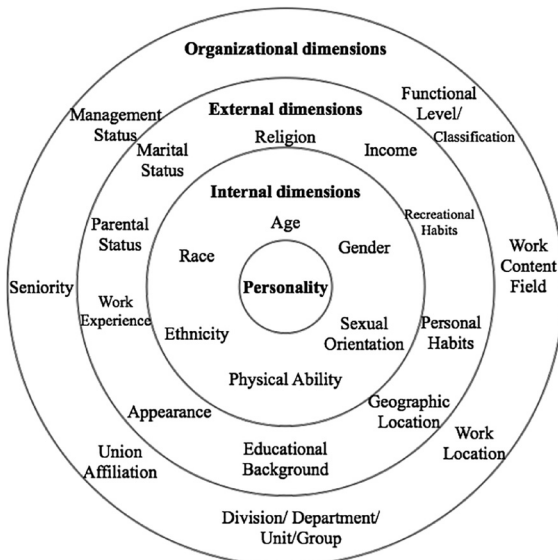 Organizational dimensions
Management
Status
Functional
Level/
Classification
External dimensions
Religion
Marital
Status
Income
Internal dimensions
Age
Recreational
Habits
Parental
Status
Race
Gender
Work
Content
Field
Seniority
Personality
Work
Experience
Ethnicity
Sexual
Orientation
Personal
Habits
Physical Ability
Appearance
Geographic
Location
Educational
Background
Work
Location
Union
Affiliation
Division/ Department/
Unit/Group